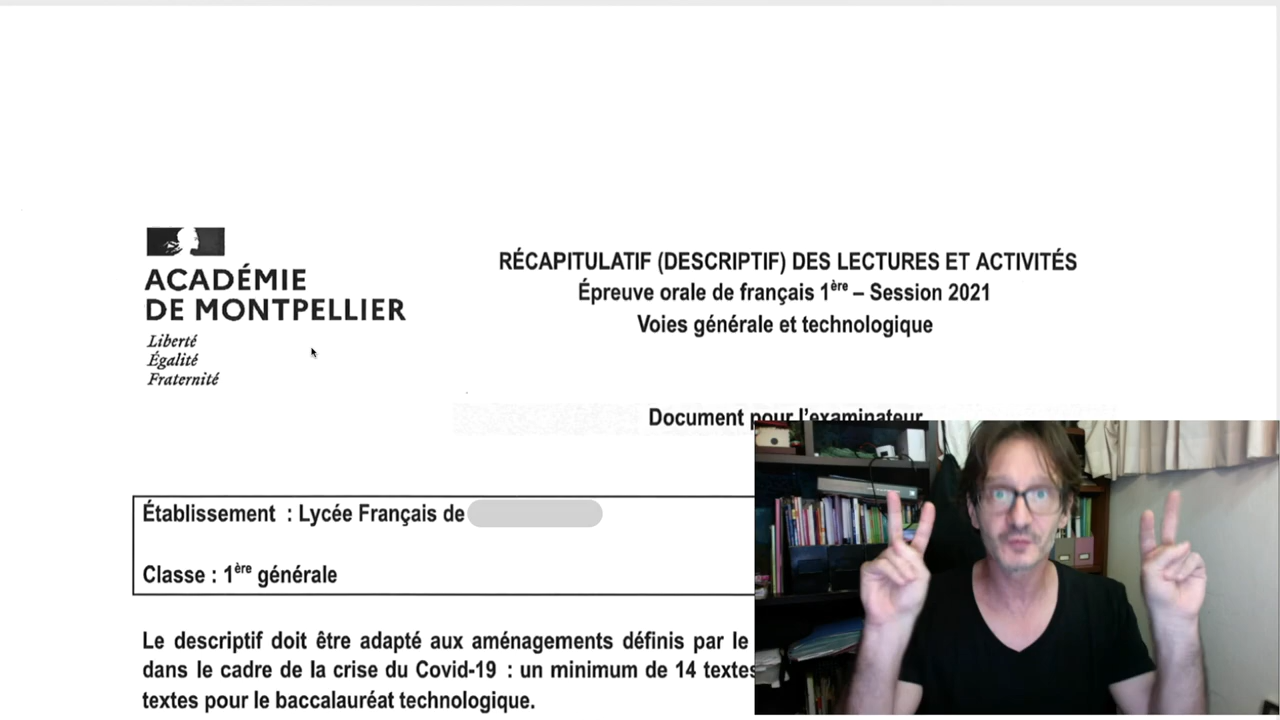 ACADÉMIE
DE MONTPELLIER
Liberté
Égalité
Fraternité
RÉCAPITULATIF (DESCRIPTIF) DES LECTURES ET ACTIVITÉS
Épreuve orale de français 1ère – Session 2021
Voies générale et technologique
Document pour l'examinateur
Établissement : Lycée Français de
Classe : 1ère générale
Le descriptif doit être adapté aux aménagements définis par le
dans le cadre de la crise du Covid-19 : un minimum de 14 textes
textes pour le baccalauréat technologique.